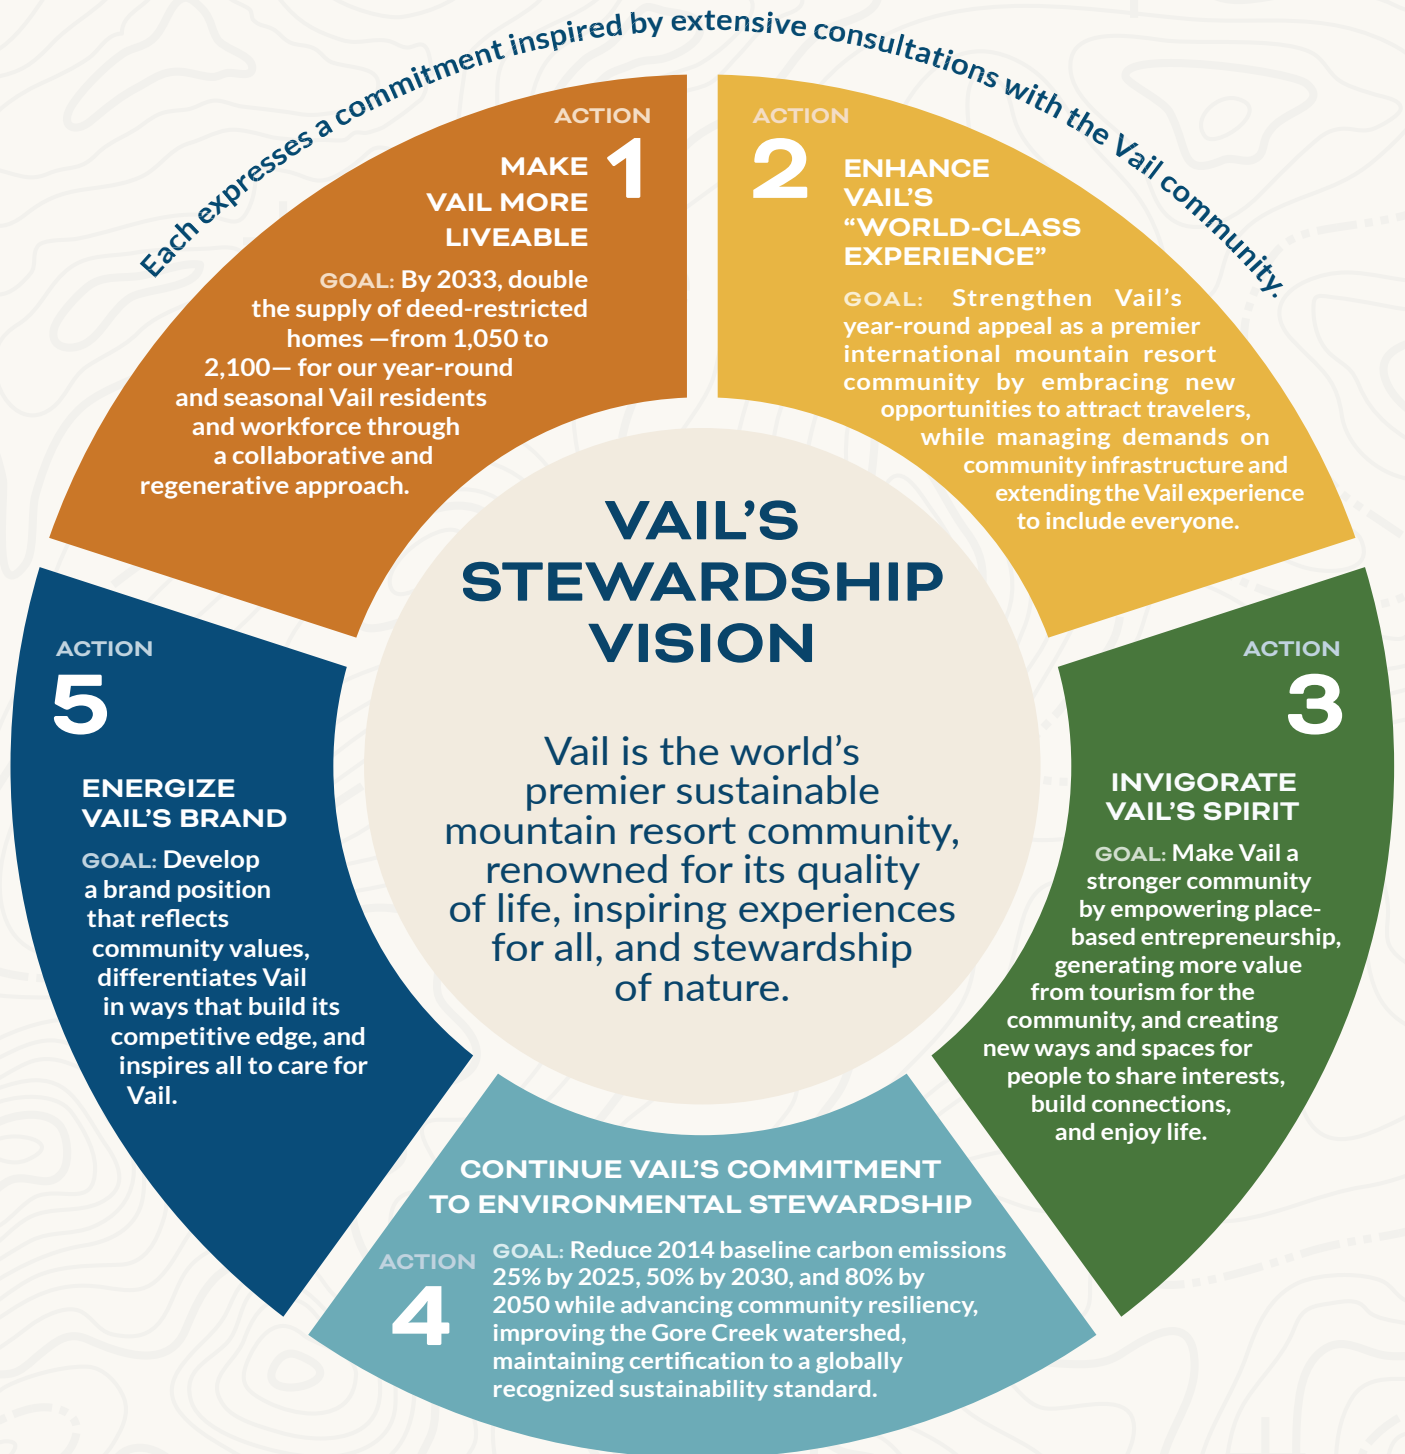 Each expresses a commitment inspired by extensive consultations with the Vail community.
ACTION
1
MAKE
VAIL MORE
LIVEABLE
GOAL: By 2033, double
the supply of deed-restricted
homes —from 1,050 to
2,100— for our year-round
and seasonal Vail residents
and workforce through
a collaborative and
regenerative approach.
ACTION
2
ENHANCE
VAIL’S
“WORLD-CLASS
EXPERIENCE”
GOAL: Strengthen Vail’s
year-round appeal as a premier
international mountain resort
community by embracing new
opportunities to attract travelers,
while managing demands on
community infrastructure and
extending the Vail experience
to include everyone.
VAIL’S
STEWARDSHIP
VISION
Vail is the world’s
premier sustainable
mountain resort community,
renowned for its quality
of life, inspiring experiences
for all, and stewardship
of nature.
ACTION
3
INVIGORATE
VAIL’S SPIRIT
GOAL: Make Vail a
stronger community
by empowering place-
based entrepreneurship,
generating more value
from tourism for the
community, and creating
new ways and spaces for
people to share interests,
build connections,
and enjoy life.
CONTINUE VAIL’S COMMITMENT
TO ENVIRONMENTAL STEWARDSHIP
ACTION
4
GOAL: Reduce 2014 baseline carbon emissions
25% by 2025, 50% by 2030, and 80% by
2050 while advancing community resiliency,
improving the Gore Creek watershed,
maintaining certification to a globally
recognized sustainability standard.
ACTION
5
ENERGIZE
VAIL’S BRAND
GOAL: Develop
a brand position
that reflects
community values,
differentiates Vail
in ways that build its
competitive edge, and
inspires all to care for
Vail.